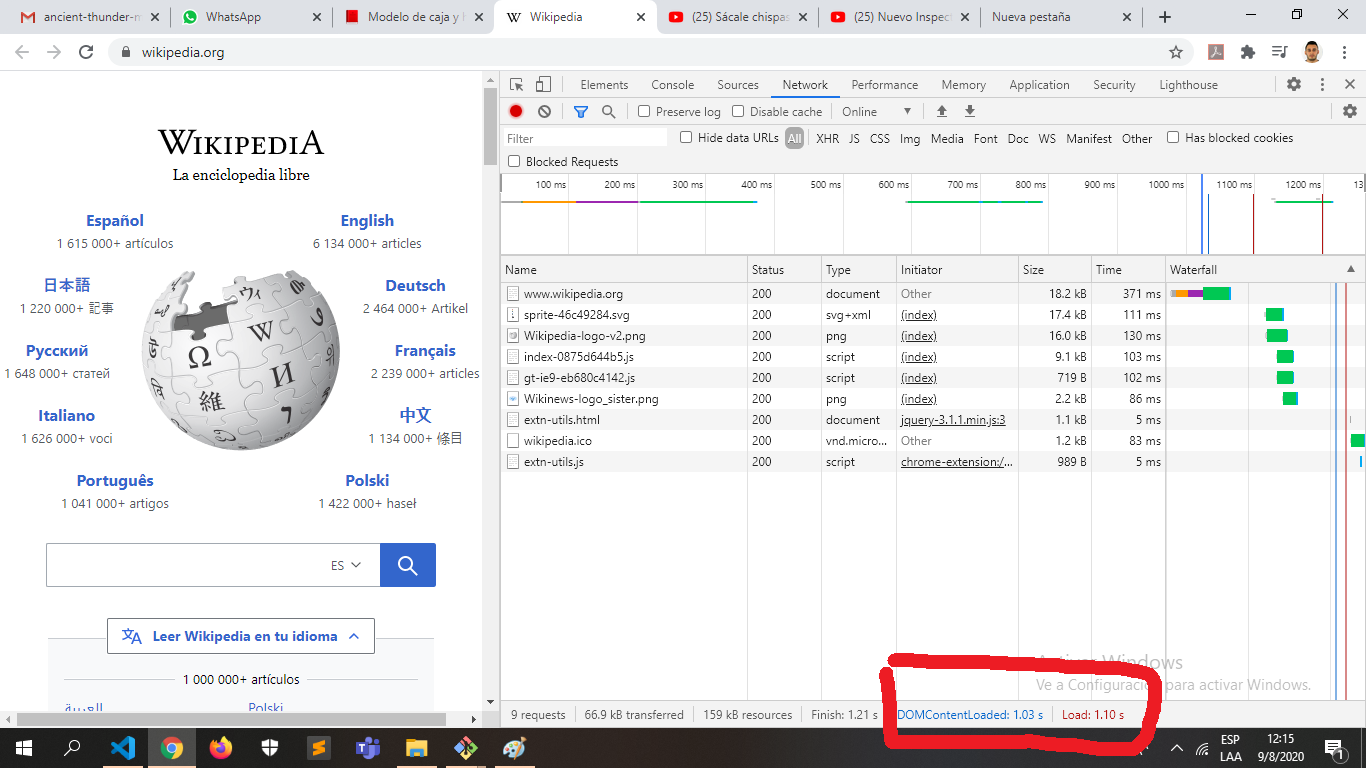 ancient-thunder-m
WhatsApp
Modelo de caja y l
Wikipedia
(25) Sácale chispas
(25) Nuevo Inspec
Nueva pestaña
wikipedia.org
WIKIPEDIA
La enciclopedia libre
Español
1 615 000+ artículos
English
6 134 000+ articles
日本語
1 220 000+ 記事
Deutsch
2 464 000+ Artikel
Русский
1 648 000+ статей
Français
2 239 000+ articles
Italiano
1 626 000+ voci
中文
1 134 000+ 條目
Português
1 041 000+ artigos
Polski
1 422 000+ haseł
Ω W И 維 ウィ 7
ES
Leer Wikipedia en tu idioma
1 000 000+ artículos
العربية
Polski
Elements Console Sources Network Performance Memory Application Security Lighthouse
Preserve log Disable cache Online
Filter Hide data URLs All XHR JS CSS Img Media Font Doc WS Manifest Other Has blocked cookies
Blocked Requests
100 ms 200 ms 300 ms 400 ms 500 ms 600 ms 700 ms 800 ms 900 ms 1000 ms 1100 ms 1200 ms 13
Name Status Type Initiator Size Time Waterfall
www.wikipedia.org 200 document Other 18.2 kB 371 ms
sprite-46c49284.svg 200 svg+xml (index) 17.4 kB 111 ms
Wikipedia-logo-v2.png 200 png (index) 16.0 kB 130 ms
index-0875d644b5.js 200 script (index) 9.1 kB 103 ms
gt-ie9-eb680c4142.js 200 script (index) 719 B 102 ms
Wikinews-logo_sister.png 200 png (index) 2.2 kB 86 ms
extn-utils.html 200 document jquery-3.1.1.min.js:3 1.1 kB 5 ms
wikipedia.ico 200 vnd.micro... Other 1.2 kB 83 ms
extn-utils.js 200 script chrome-extension:/... 989 B 5 ms
Activar Windows
Ve a Configuración para activar Windows.
9 requests 66.9 kB transferred 159 kB resources Finish: 1.21 s DOMContentLoaded: 1.03 s Load: 1.10 s
ESP
LAA
12:15
9/8/2020
1